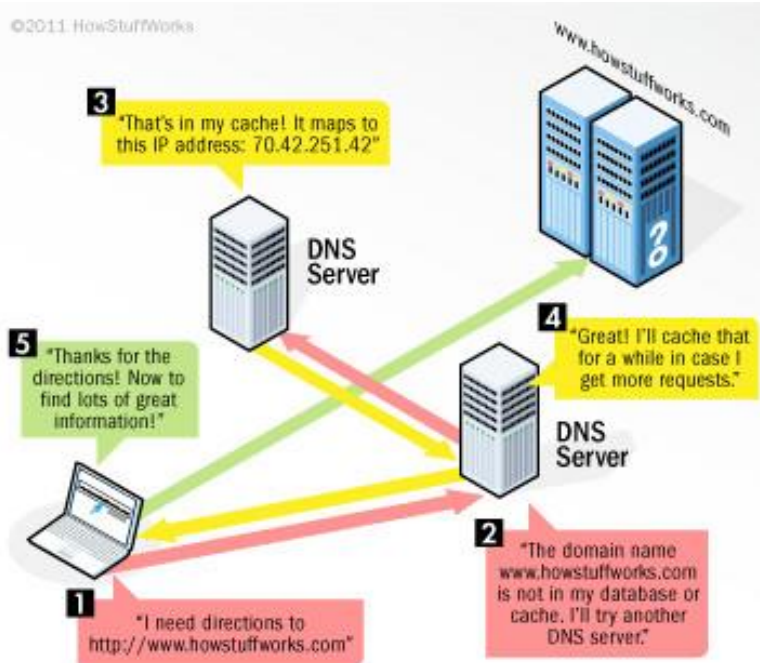 ©2011 HowStuffWorks
www.howstuffworks.com
3
"That's in my cache! It maps to
this IP address: 70.42.251.42"
DNS
Server
4
"Great! I'll cache that
for a while in case I
get more requests."
5
"Thanks for the
directions! Now to
find lots of great
information!"
DNS
Server
2
"The domain name
www.howstuffworks.com
is not in my database or
cache. I'll try another
DNS server."
1
"I need directions to
http://www.howstuffworks.com"